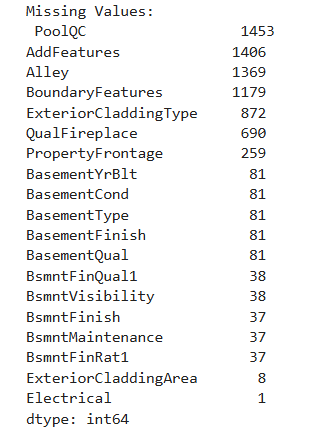 Missing Values:
PoolQC 1453
AddFeatures 1406
Alley 1369
BoundaryFeatures 1179
ExteriorCladdingType 872
QualFireplace 690
PropertyFrontage 259
BasementYrBlt 81
BasementCond 81
BasementType 81
BasementFinish 81
BasementQual 81
BsmntFinQual1 38
BsmntVisibility 38
BsmntFinish 37
BsmntMaintenance 37
BsmntFinRat1 37
ExteriorCladdingArea 8
Electrical 1
dtype: int64